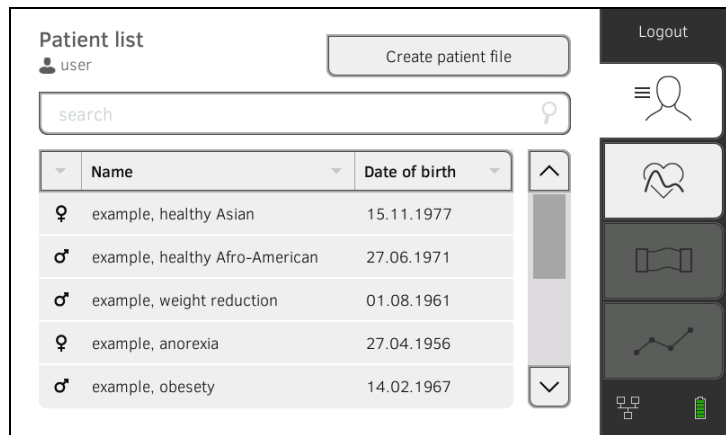 Patient list
user
Create patient file
Logout
search
Name Date of birth
♀ example, healthy Asian 15.11.1977
♂ example, healthy Afro-American 27.06.1971
♂ example, weight reduction 01.08.1961
♀ example, anorexia 27.04.1956
♂ example, obesety 14.02.1967